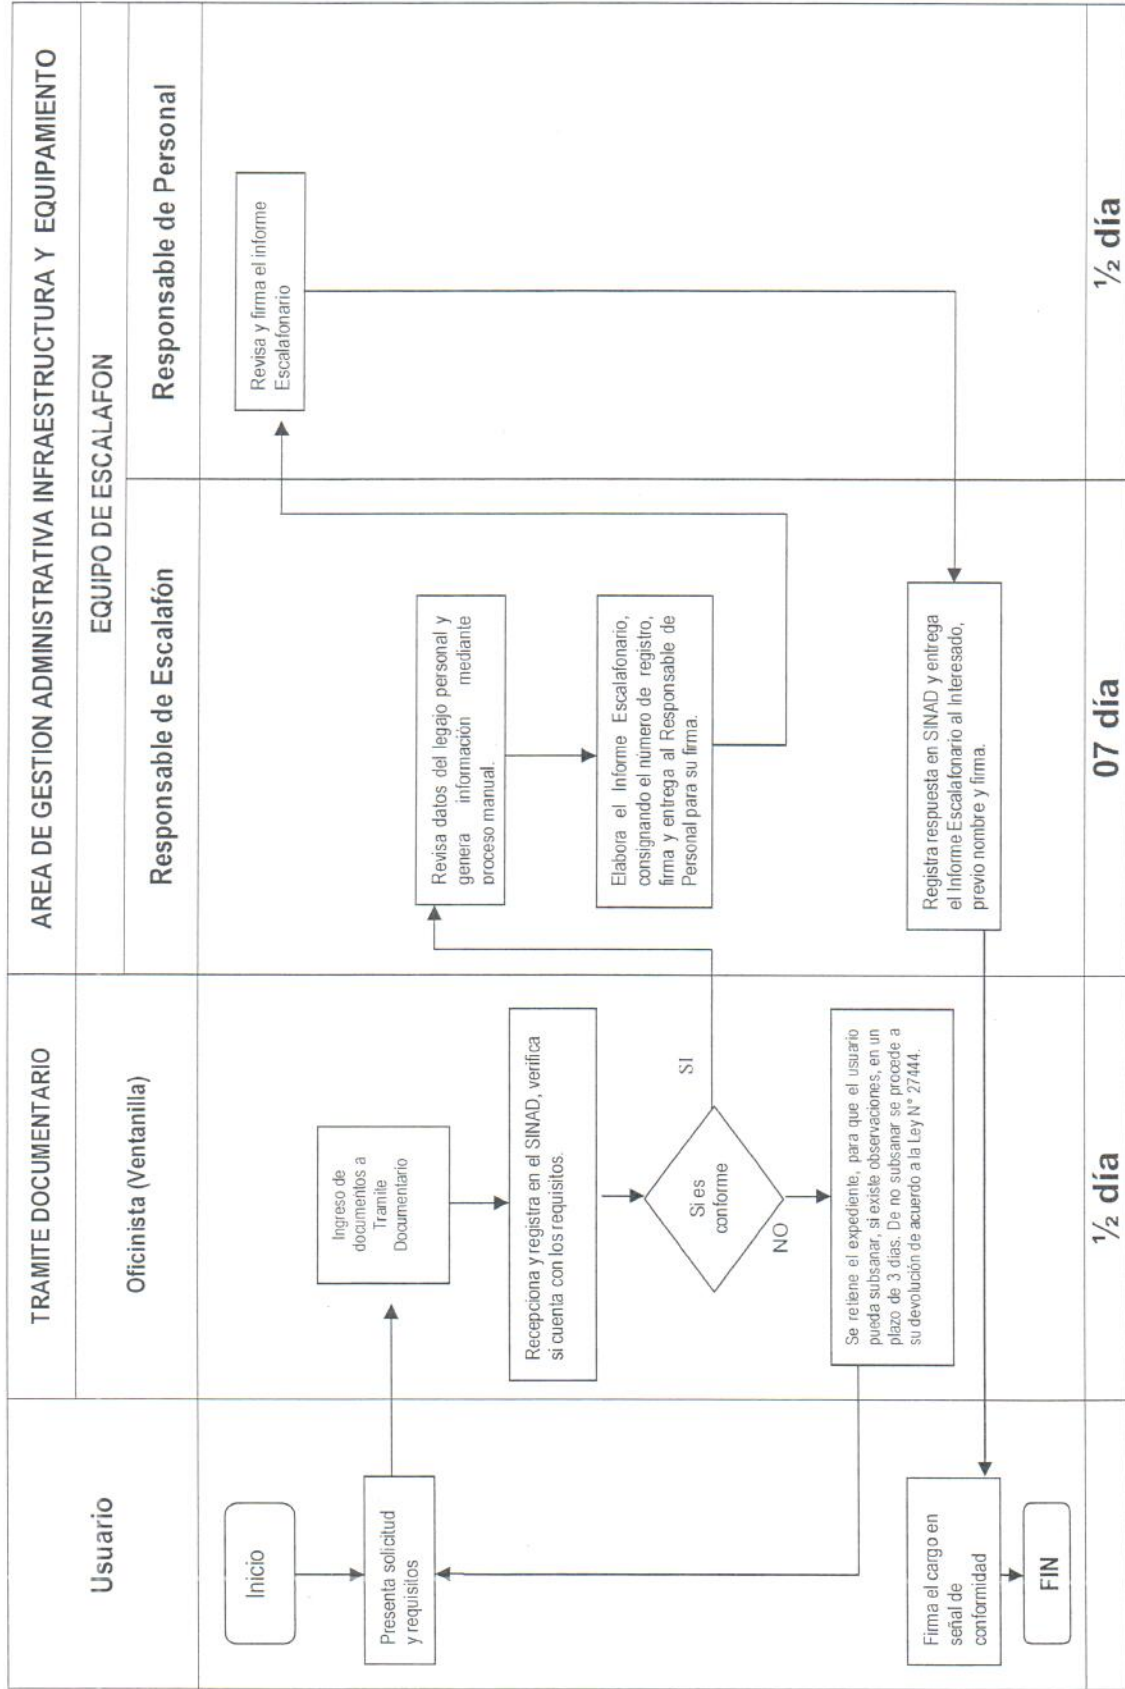 AREA DE GESTION ADMINISTRATIVA INFRAESTRUCTURA Y EQUIPAMIENTO
TRAMITE DOCUMENTARIO
EQUIPO DE ESCALAFON
Usuario
Oficinista (Ventanilla)
Responsable de Escalafón
Responsable de Personal
Inicio
Presenta solicitud
y requisitos
Ingreso de
documentos a
Tramite
Documentario
Recepciona y registra en el SINAD, verifica
si cuenta con los requisitos.
Si es
conforme
SI
NO
Se retiene el expediente, para que el usuario
pueda subsanar, si existe observaciones, en un
plazo de 3 dias. De no subsanar se procede a
su devolución de acuerdo a la Ley N° 27444.
Revisa datos del legajo personal y
genera información mediante
proceso manual.
Elabora el Informe Escalafonario,
consignando el número de registro,
firma y entrega al Responsable de
Personal para su firma.
Revisa y firma el informe
Escalafonario
Registra respuesta en SINAD y entrega
el Informe Escalafonario al Interesado,
previo nombre y firma.
Firma el cargo en
señal de
conformidad
FIN
½ día
07 día
½ día